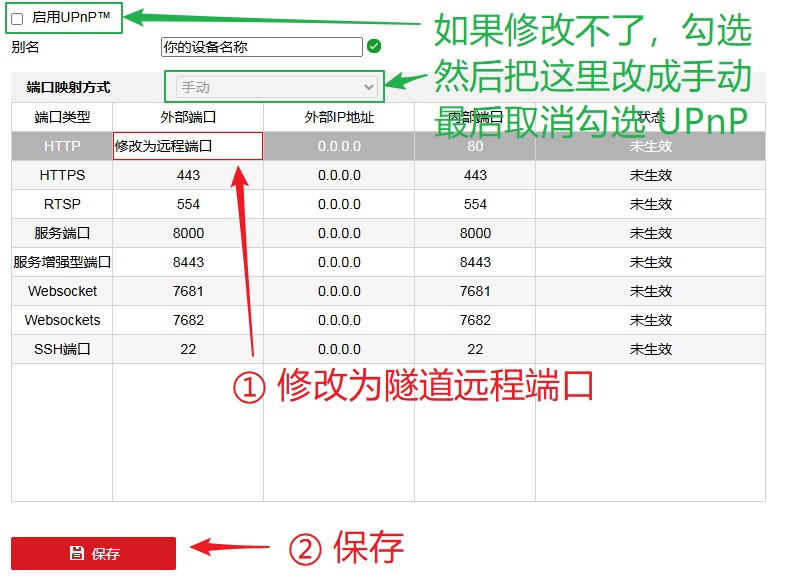 启用UPnP™
如果修改不了，勾选
然后把这里改成手动
最后取消勾选 UPnP
别名 你的设备名称
端口映射方式 手动
端口类型 外部端口 外部IP地址 内部端口 状态
HTTP 修改为远程端口 0.0.0.0 80 未生效
HTTPS 443 0.0.0.0 443 未生效
RTSP 554 0.0.0.0 554 未生效
服务端口 8000 0.0.0.0 8000 未生效
服务增强型端口 8443 0.0.0.0 8443 未生效
Websocket 7681 0.0.0.0 7681 未生效
Websockets 7682 0.0.0.0 7682 未生效
SSH端口 22 0.0.0.0 22 未生效
① 修改为隧道远程端口
保存
② 保存